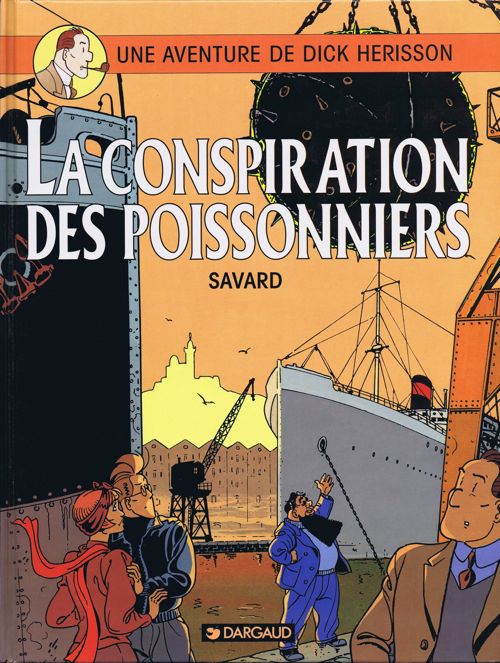 UNE AVENTURE DE DICK HERISSON
LA CONSPIRATION
DES POISSONNIERS
SAVARD
DARGAUD